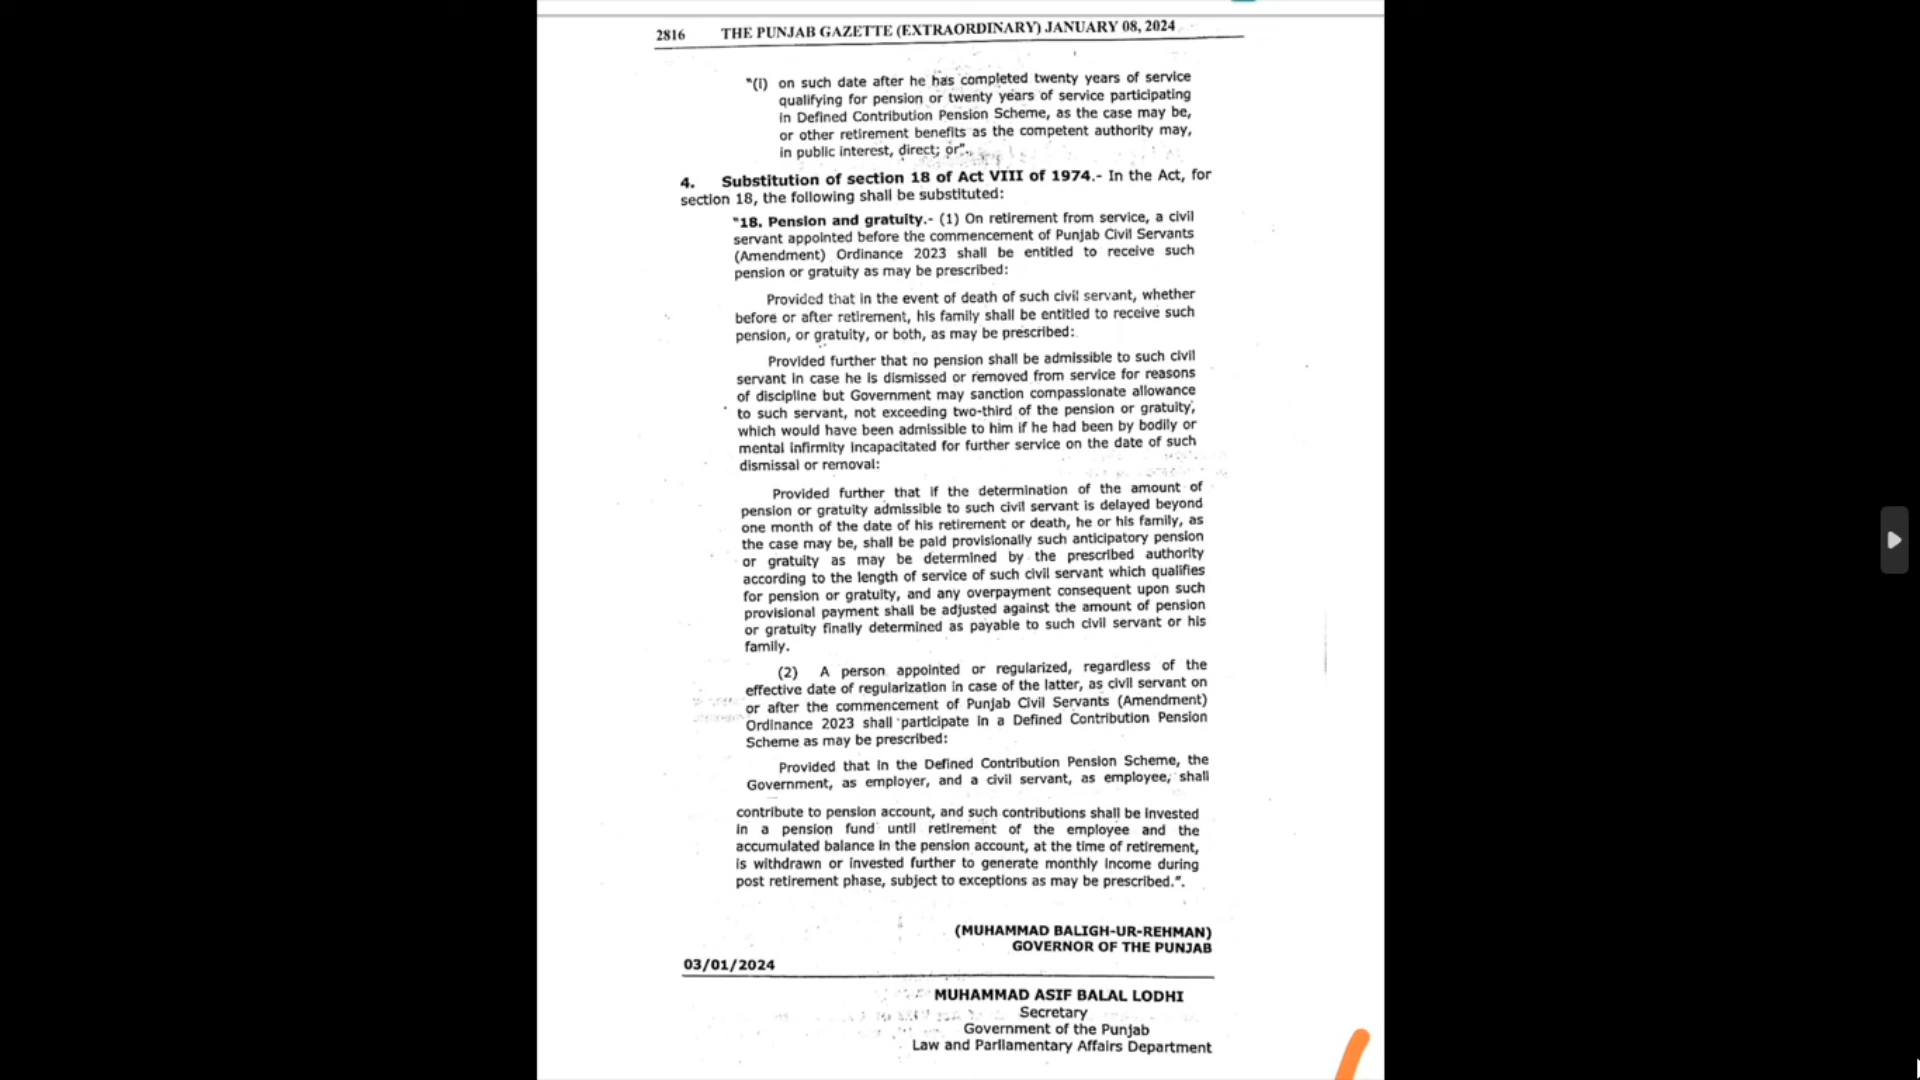 2816 THE PUNJAB GAZETTE (EXTRAORDINARY) JANUARY 08, 2024
"(i) on such date after he has completed twenty years of service
qualifying for pension or twenty years of service participating
in Defined Contribution Pension Scheme, as the case may be,
or other retirement benefits as the competent authority may,
in public interest, direct; or".
4. Substitution of section 18 of Act VIII of 1974.- In the Act, for
section 18, the following shall be substituted:
"18. Pension and gratuity.- (1) On retirement from service, a civil
servant appointed before the commencement of Punjab Civil Servants
(Amendment) Ordinance 2023 shall be entitled to receive such
pension or gratuity as may be prescribed:
Provided that in the event of death of such civil servant, whether
before or after retirement, his family shall be entitled to receive such
pension, or gratuity, or both, as may be prescribed:
Provided further that no pension shall be admissible to such civil
servant in case he is dismissed or removed from service for reasons
of discipline but Government may sanction compassionate allowance
to such servant, not exceeding two-third of the pension or gratuity,
which would have been admissible to him if he had been by bodily or
mental infirmity incapacitated for further service on the date of such
dismissal or removal:
Provided further that if the determination of the amount of
pension or gratuity admissible to such civil servant is delayed beyond
one month of the date of his retirement or death, he or his family, as
the case may be, shall be paid provisionally such anticipatory pension
or gratuity as may be determined by the prescribed authority
according to the length of service of such civil servant which qualifies
for pension or gratuity, and any overpayment consequent upon such
provisional payment shall be adjusted against the amount of pension
or gratuity finally determined as payable to such civil servant or his
family.
(2) A person appointed or regularized, regardless of the
effective date of regularization in case of the latter, as civil servant on
or after the commencement of Punjab Civil Servants (Amendment)
Ordinance 2023 shall participate in a Defined Contribution Pension
Scheme as may be prescribed:
Provided that in the Defined Contribution Pension Scheme, the
Government, as employer, and a civil servant, as employee, shall
contribute to pension account, and such contributions shall be invested
in a pension fund until retirement of the employee and the
accumulated balance in the pension account, at the time of retirement,
is withdrawn or invested further to generate monthly income during
post retirement phase, subject to exceptions as may be prescribed.".
(MUHAMMAD BALIGH-UR-REHMAN)
GOVERNOR OF THE PUNJAB
03/01/2024
MUHAMMAD ASIF BALAL LODHI
Secretary
Government of the Punjab
Law and Parliamentary Affairs Department